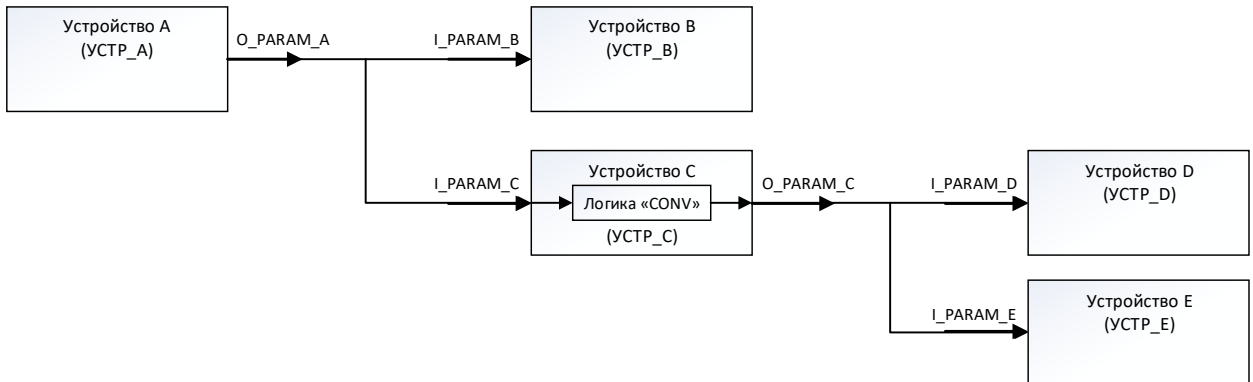 Устройство A
(УСТР_A)
O_PARAM_A
I_PARAM_B
Устройство B
(УСТР_B)
I_PARAM_C
Устройство C
Логика «CONV»
(УСТР_C)
O_PARAM_C
I_PARAM_D
Устройство D
(УСТР_D)
I_PARAM_E
Устройство E
(УСТР_E)